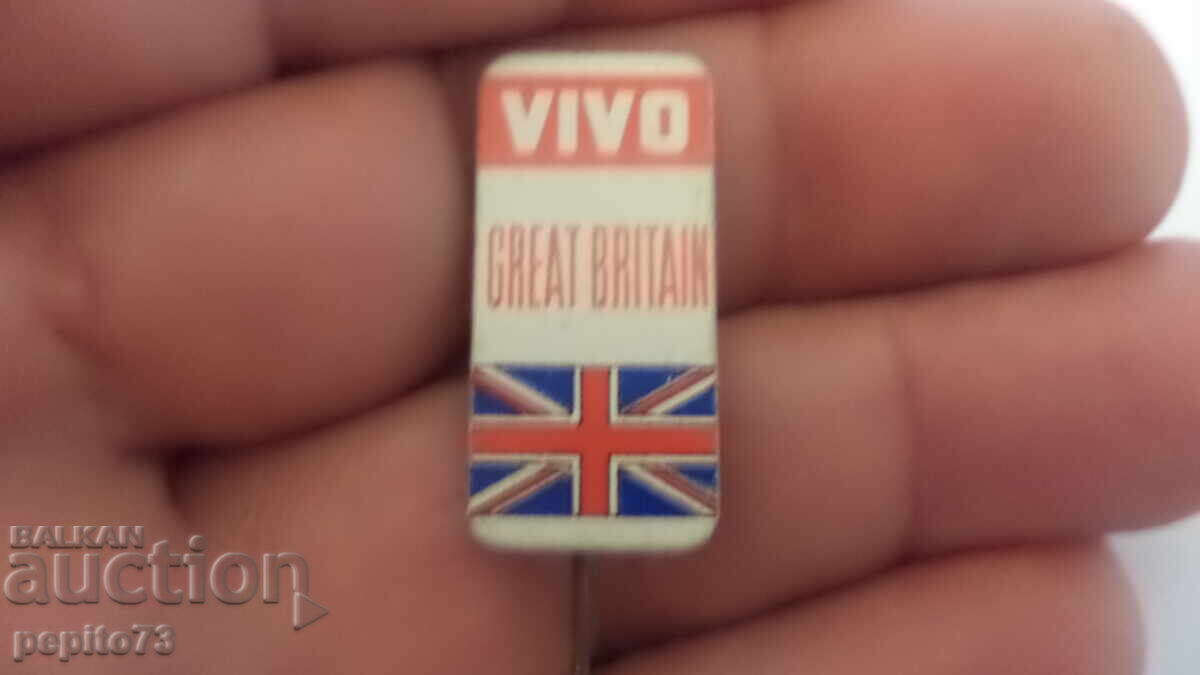 VIVO
GREAT BRITAIN
BALKAN
auction
pepito73